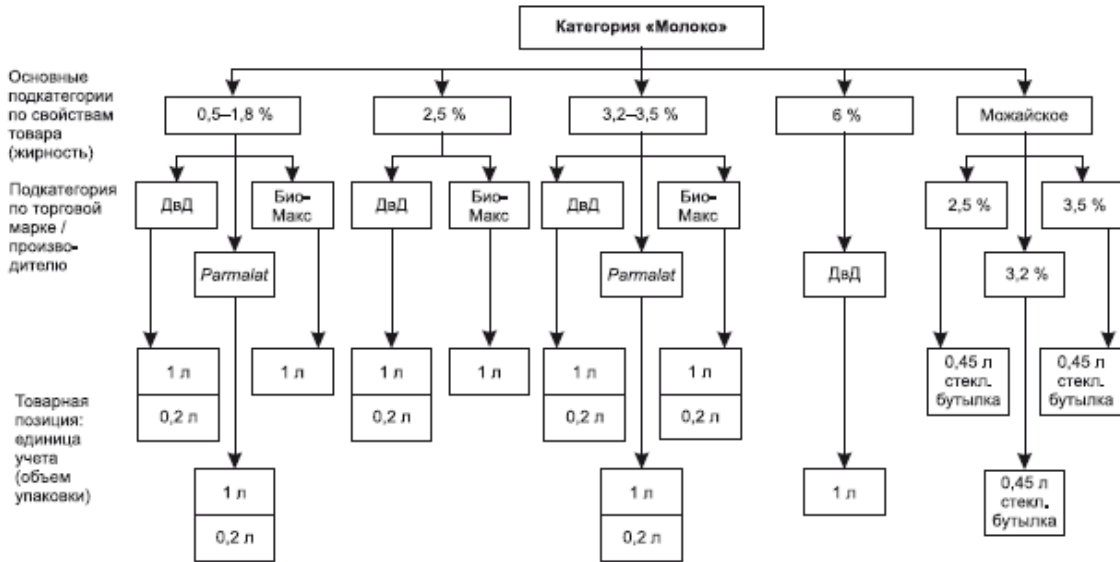 Категория «Молоко»
Основные
подкатегории
по свойствам
товара
(жирность)
0,5–1,8 %
2,5 %
3,2–3,5 %
6 %
Можайское
Подкатегория
по торговой
марке /
произво-
дителю
ДвД
Био-
Макс
ДвД
Био-
Макс
ДвД
Био-
Макс
2,5 %
3,5 %
Parmalat
Parmalat
ДвД
3,2 %
Товарная
позиция:
единица
учета
(объем
упаковки)
1 л
0,2 л
1 л
1 л
0,2 л
1 л
1 л
0,2 л
1 л
0,2 л
0,45 л
стекл.
бутылка
0,45 л
стекл.
бутылка
1 л
0,2 л
1 л
0,2 л
1 л
0,45 л
стекл.
бутылка